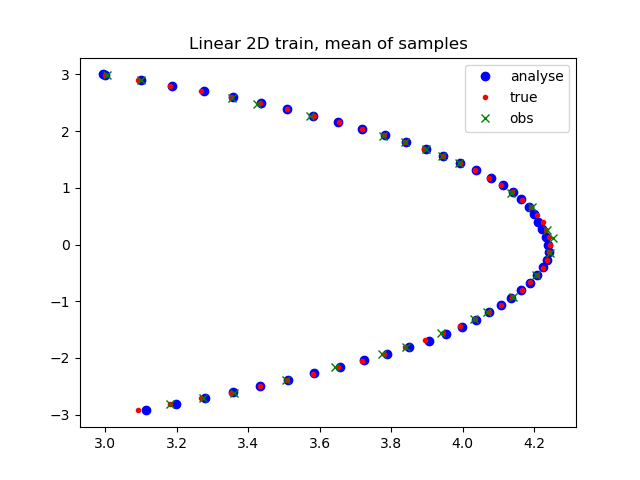 Linear 2D train, mean of samples
analyse
true
obs
3
2
1
0
−1
−2
−3
3.0 3.2 3.4 3.6 3.8 4.0 4.2